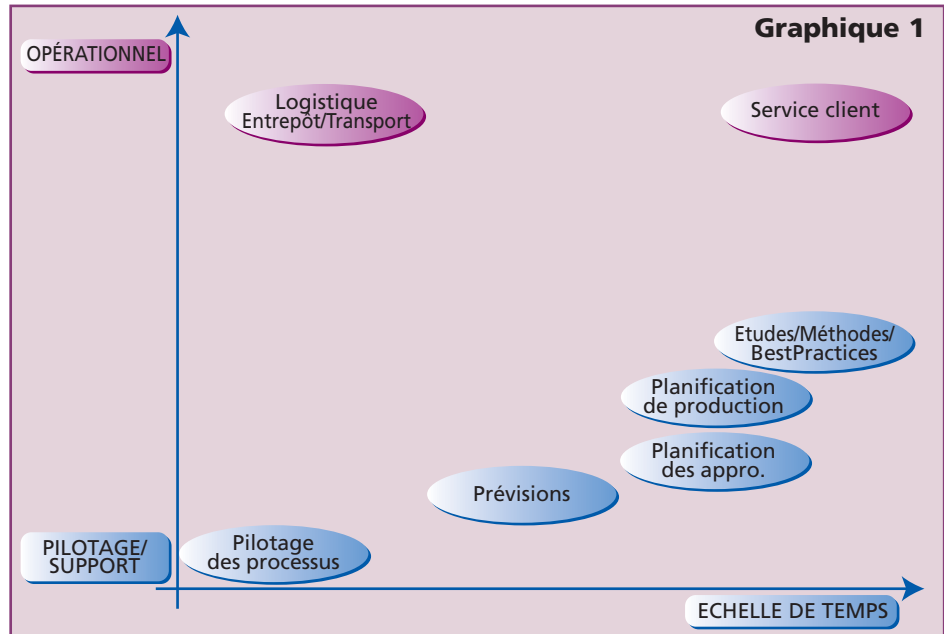 Graphique 1
OPÉRATIONNEL
Logistique
Entrepôt/Transport
Service client
Etudes/Méthodes/
BestPractices
Planification
de production
Planification
des appro.
Prévisions
PILOTAGE/
SUPPORT
Pilotage
des processus
ECHELLE DE TEMPS